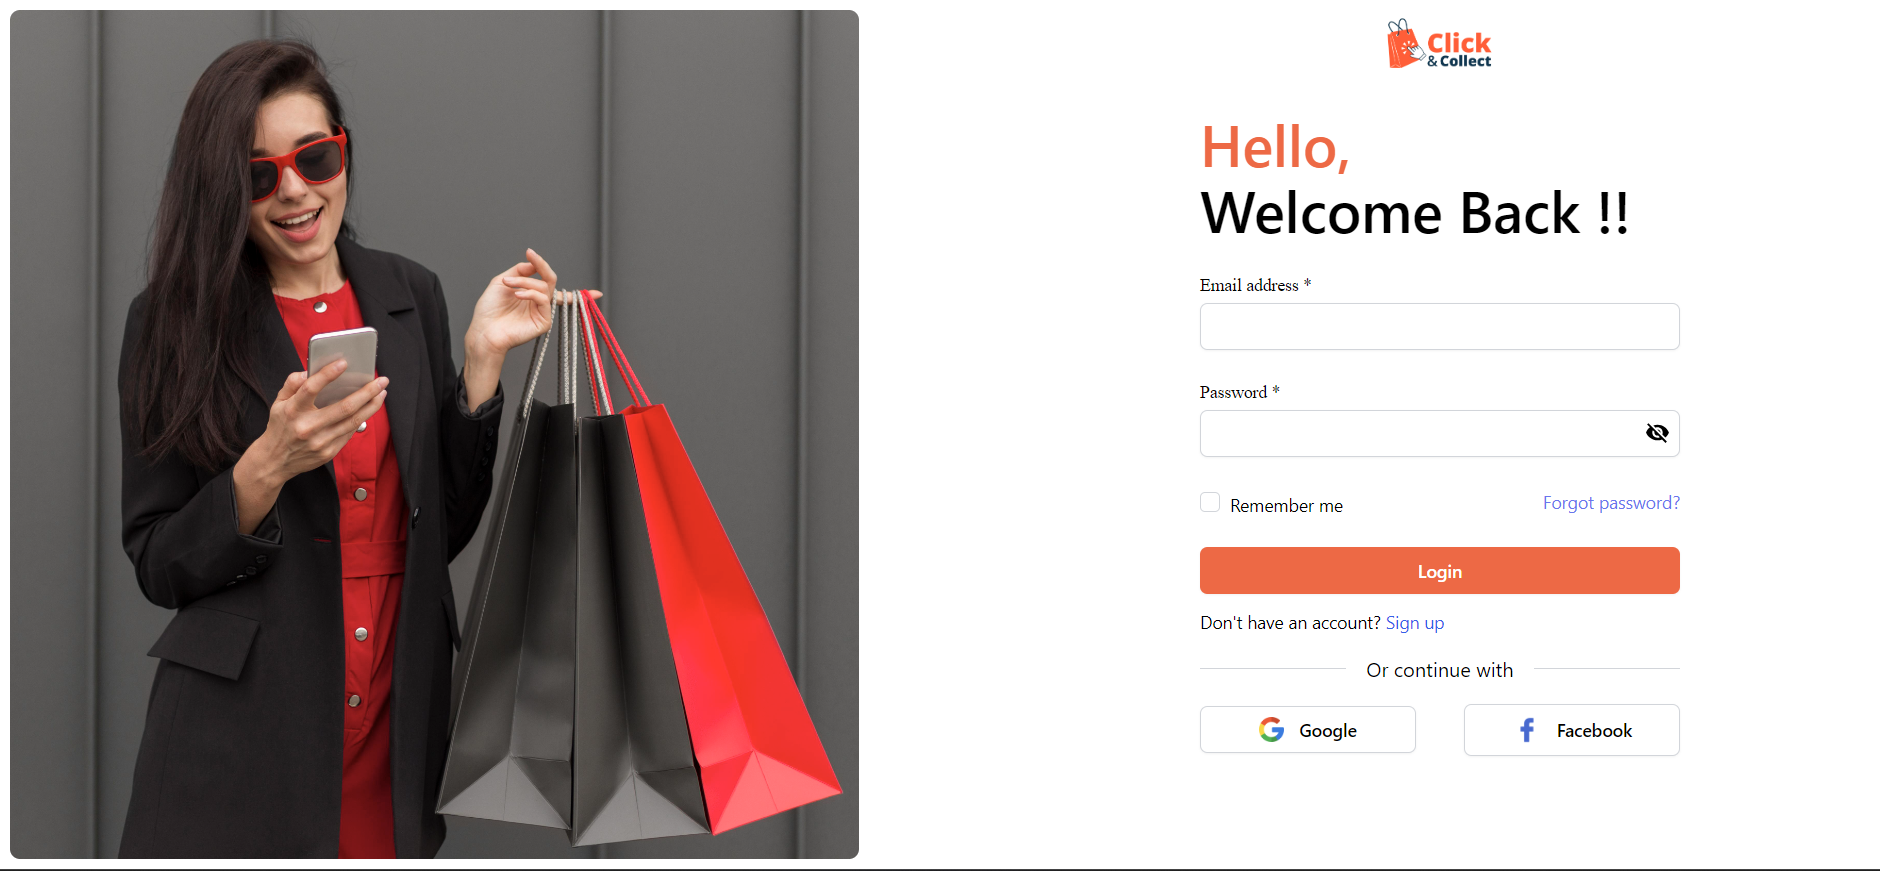 Click
& Collect
Hello,
Welcome Back !!
Email address *
Password *
Remember me
Forgot password?
Login
Don't have an account? Sign up
Or continue with
Google
Facebook